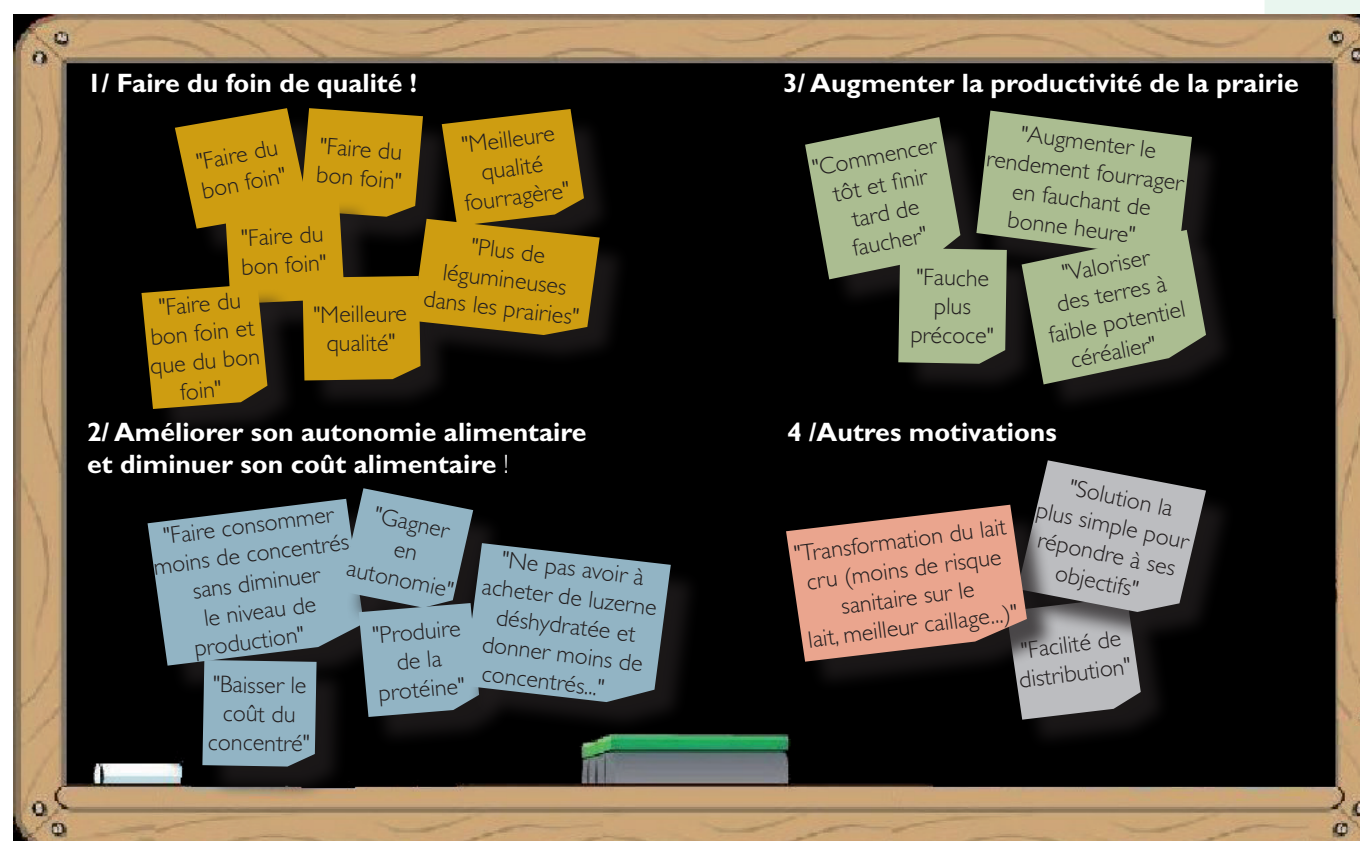 1/ Faire du foin de qualité !
"Faire du
bon foin"
"Faire du
bon foin"
"Meilleure
qualité
fourragère"
"Faire du
bon foin"
"Plus de
légumineuses
dans les prairies"
"Faire du
bon foin et
que du bon
foin"
"Meilleure
qualité"
2/ Améliorer son autonomie alimentaire
et diminuer son coût alimentaire !
"Faire consommer
moins de concentrés
sans diminuer
le niveau de
production"
"Gagner
en
autonomie"
"Ne pas avoir à
acheter de luzerne
déshydratée et
donner moins de
concentrés..."
"Produire
de la
protéine"
"Baisser le
coût du
concentré"
3/ Augmenter la productivité de la prairie
"Commencer
tôt et finir
tard de
faucher"
"Augmenter le
rendement fourrager
en fauchant de
bonne heure"
"Fauche
plus
précoce"
"Valoriser
des terres à
faible potentiel
céréalier"
4 /Autres motivations
"Transformation du lait
cru (moins de risque
sanitaire sur le
lait, meilleur caillage...)"
"Solution la
plus simple pour
répondre à ses
objectifs"
"Facilité de
distribution"